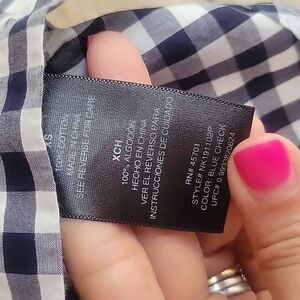 XS
100% COTTON
MADE IN CHINA
SEE REVERSE FOR CARE
XCH
100% ALGODON
HECHO EN CHINA
VER EL REVERSO PARA
INSTRUCCIONES DE CUIDADO
RN# 45701
COLOR: BLUE CHECK